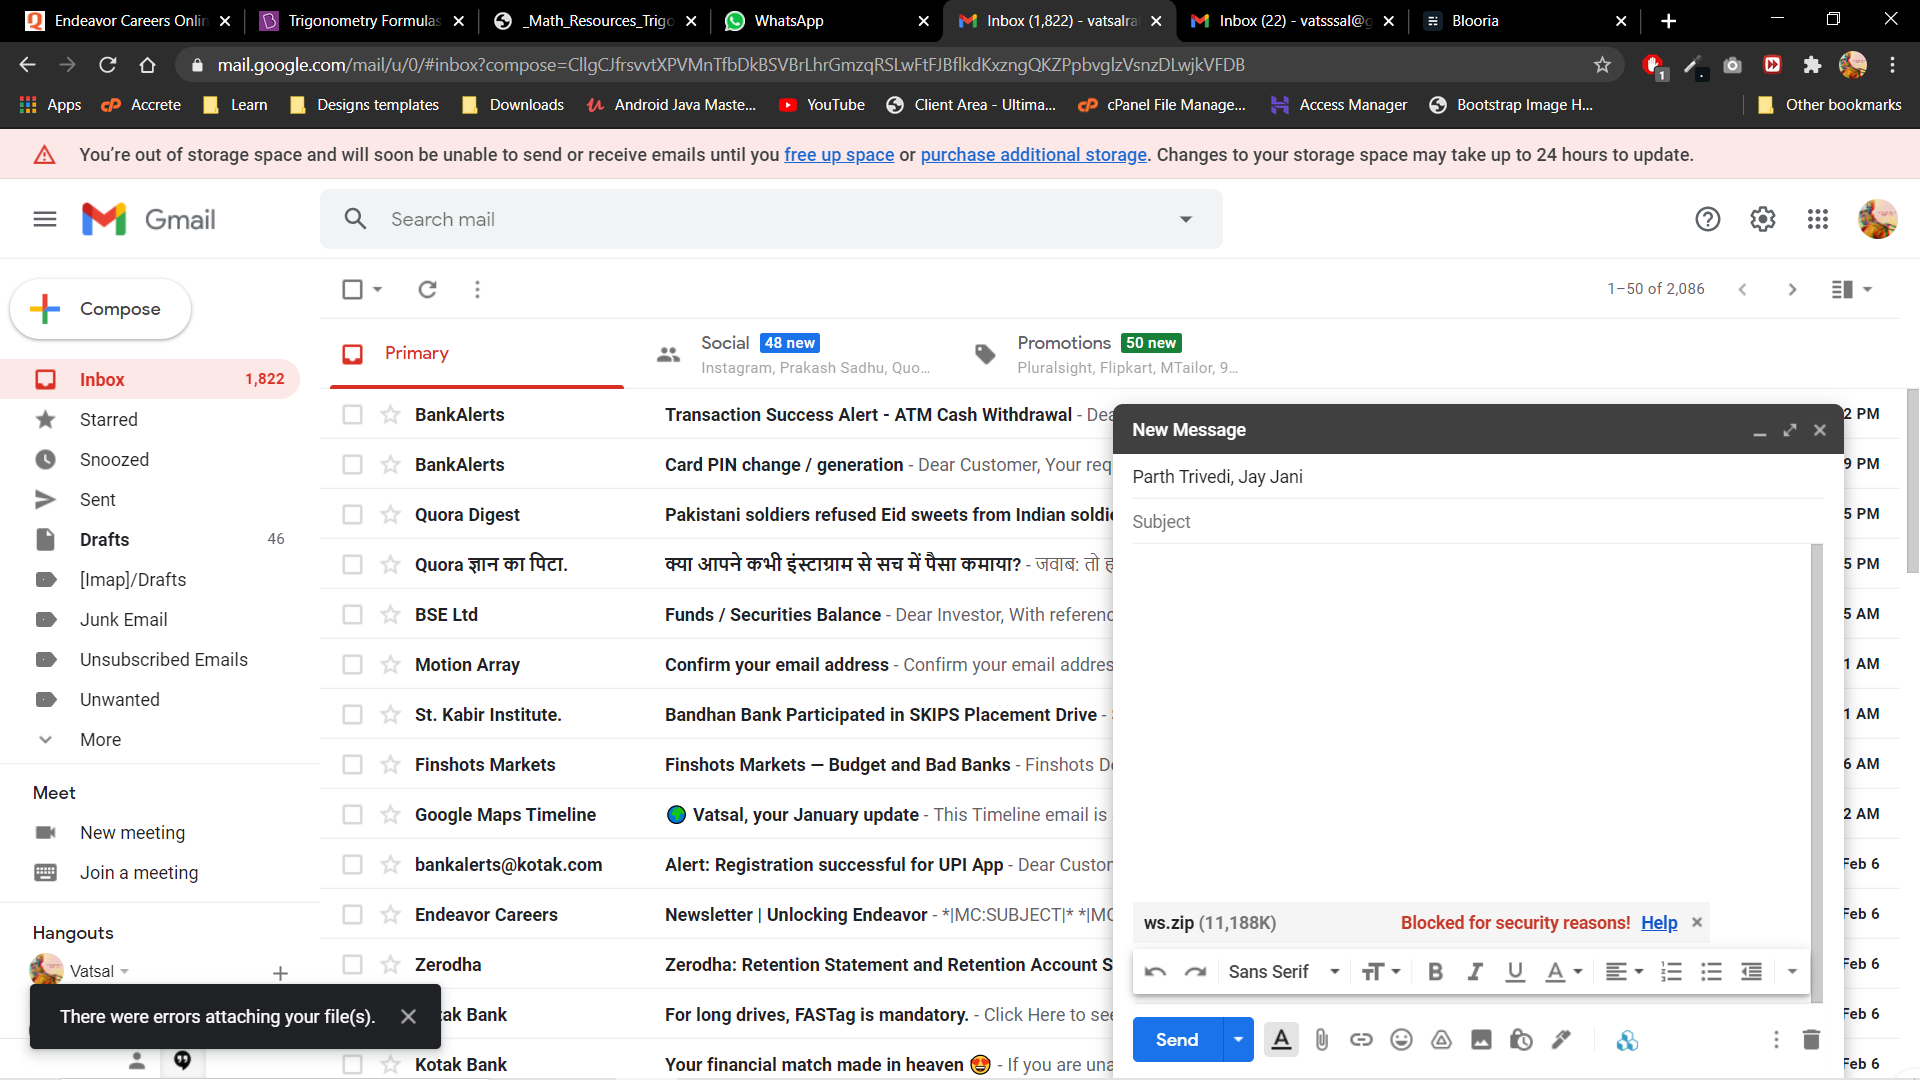 Endeavor Careers Onlin
Trigonometry Formulas
_Math_Resources_Trigo
WhatsApp
Inbox (1,822) - vatsalral
Inbox (22) - vatsssal@g
Blooria
mail.google.com/mail/u/0/#inbox?compose=CllgCJfrsvvtXPVMnTfbDkBSVBrLhrGmzqRSLwFtFJBflkdKxzngQKZPpbvglzVsnzDLwjkVFDB
1
Apps
Accrete
Learn
Designs templates
Downloads
Android Java Maste...
YouTube
Client Area - Ultima...
cPanel File Manage...
Access Manager
Bootstrap Image H...
Other bookmarks
You’re out of storage space and will soon be unable to send or receive emails until you free up space or purchase additional storage. Changes to your storage space may take up to 24 hours to update.
Gmail
Search mail
Compose
1–50 of 2,086
Primary
Social 48 new
Instagram, Prakash Sadhu, Quo...
Promotions 50 new
Pluralsight, Flipkart, MTailor, 9...
Inbox 1,822
Starred
Snoozed
Sent
Drafts 46
[Imap]/Drafts
Junk Email
Unsubscribed Emails
Unwanted
More
Meet
New meeting
Join a meeting
Hangouts
Vatsal
There were errors attaching your file(s).
BankAlerts Transaction Success Alert - ATM Cash Withdrawal - Dea 2 PM
BankAlerts Card PIN change / generation - Dear Customer, Your req 9 PM
Quora Digest Pakistani soldiers refused Eid sweets from Indian soldie 5 PM
Quora ज्ञान का पिटा. क्या आपने कभी इंस्टाग्राम से सच में पैसा कमाया? - जवाब: तो ह 5 PM
BSE Ltd Funds / Securities Balance - Dear Investor, With referenc 5 AM
Motion Array Confirm your email address - Confirm your email addres 1 AM
St. Kabir Institute. Bandhan Bank Participated in SKIPS Placement Drive - 1 AM
Finshots Markets Finshots Markets — Budget and Bad Banks - Finshots De 6 AM
Google Maps Timeline Vatsal, your January update - This Timeline email is 2 AM
bankalerts@kotak.com Alert: Registration successful for UPI App - Dear Custom Feb 6
Endeavor Careers Newsletter | Unlocking Endeavor - *|MC:SUBJECT|* *|MC Feb 6
Zerodha Zerodha: Retention Statement and Retention Account S Feb 6
ak Bank For long drives, FASTag is mandatory. - Click Here to see Feb 6
Kotak Bank Your financial match made in heaven 🤩 - If you are una Feb 6
New Message
Parth Trivedi, Jay Jani
Subject
ws.zip (11,188K) Blocked for security reasons! Help
Sans Serif
Send